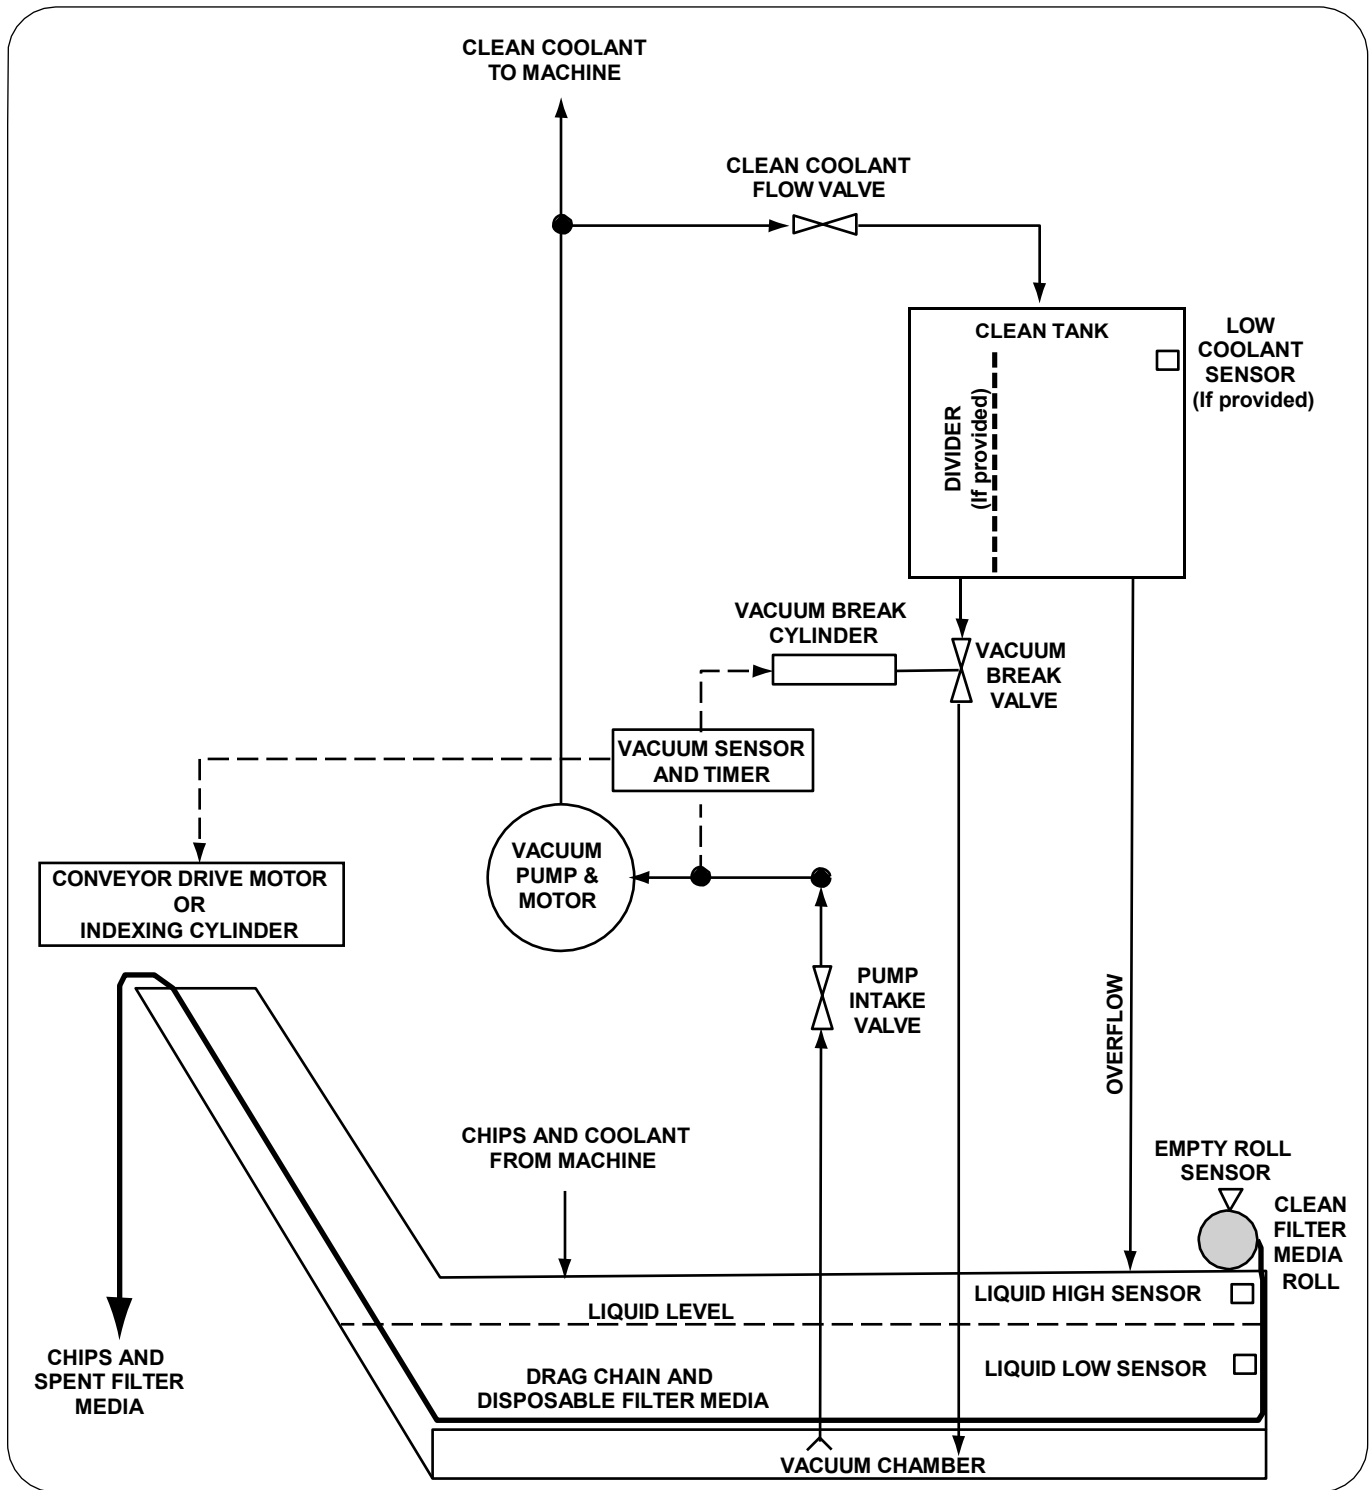 CLEAN COOLANT
TO MACHINE
CLEAN COOLANT
FLOW VALVE
CLEAN TANK
LOW
COOLANT
SENSOR
(If provided)
DIVIDER
(If provided)
VACUUM BREAK
CYLINDER
VACUUM
BREAK
VALVE
VACUUM SENSOR
AND TIMER
VACUUM
PUMP &
MOTOR
CONVEYOR DRIVE MOTOR
OR
INDEXING CYLINDER
PUMP
INTAKE
VALVE
OVERFLOW
CHIPS AND COOLANT
FROM MACHINE
EMPTY ROLL
SENSOR
CLEAN
FILTER
MEDIA
ROLL
LIQUID HIGH SENSOR
LIQUID LEVEL
LIQUID LOW SENSOR
CHIPS AND
SPENT FILTER
MEDIA
DRAG CHAIN AND
DISPOSABLE FILTER MEDIA
VACUUM CHAMBER